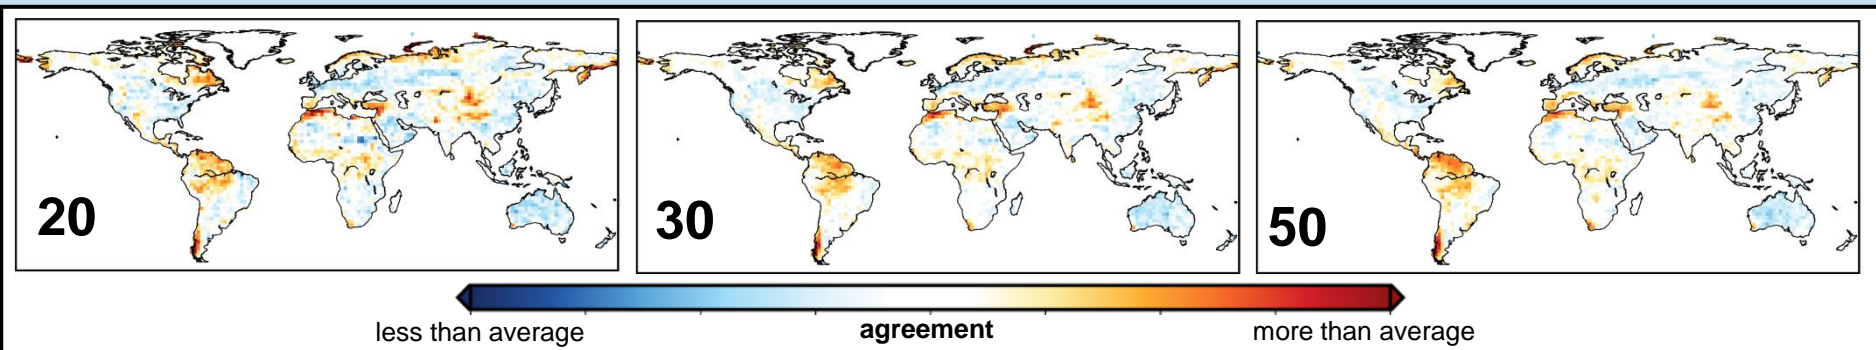 20
30
50
less than average
agreement
more than average